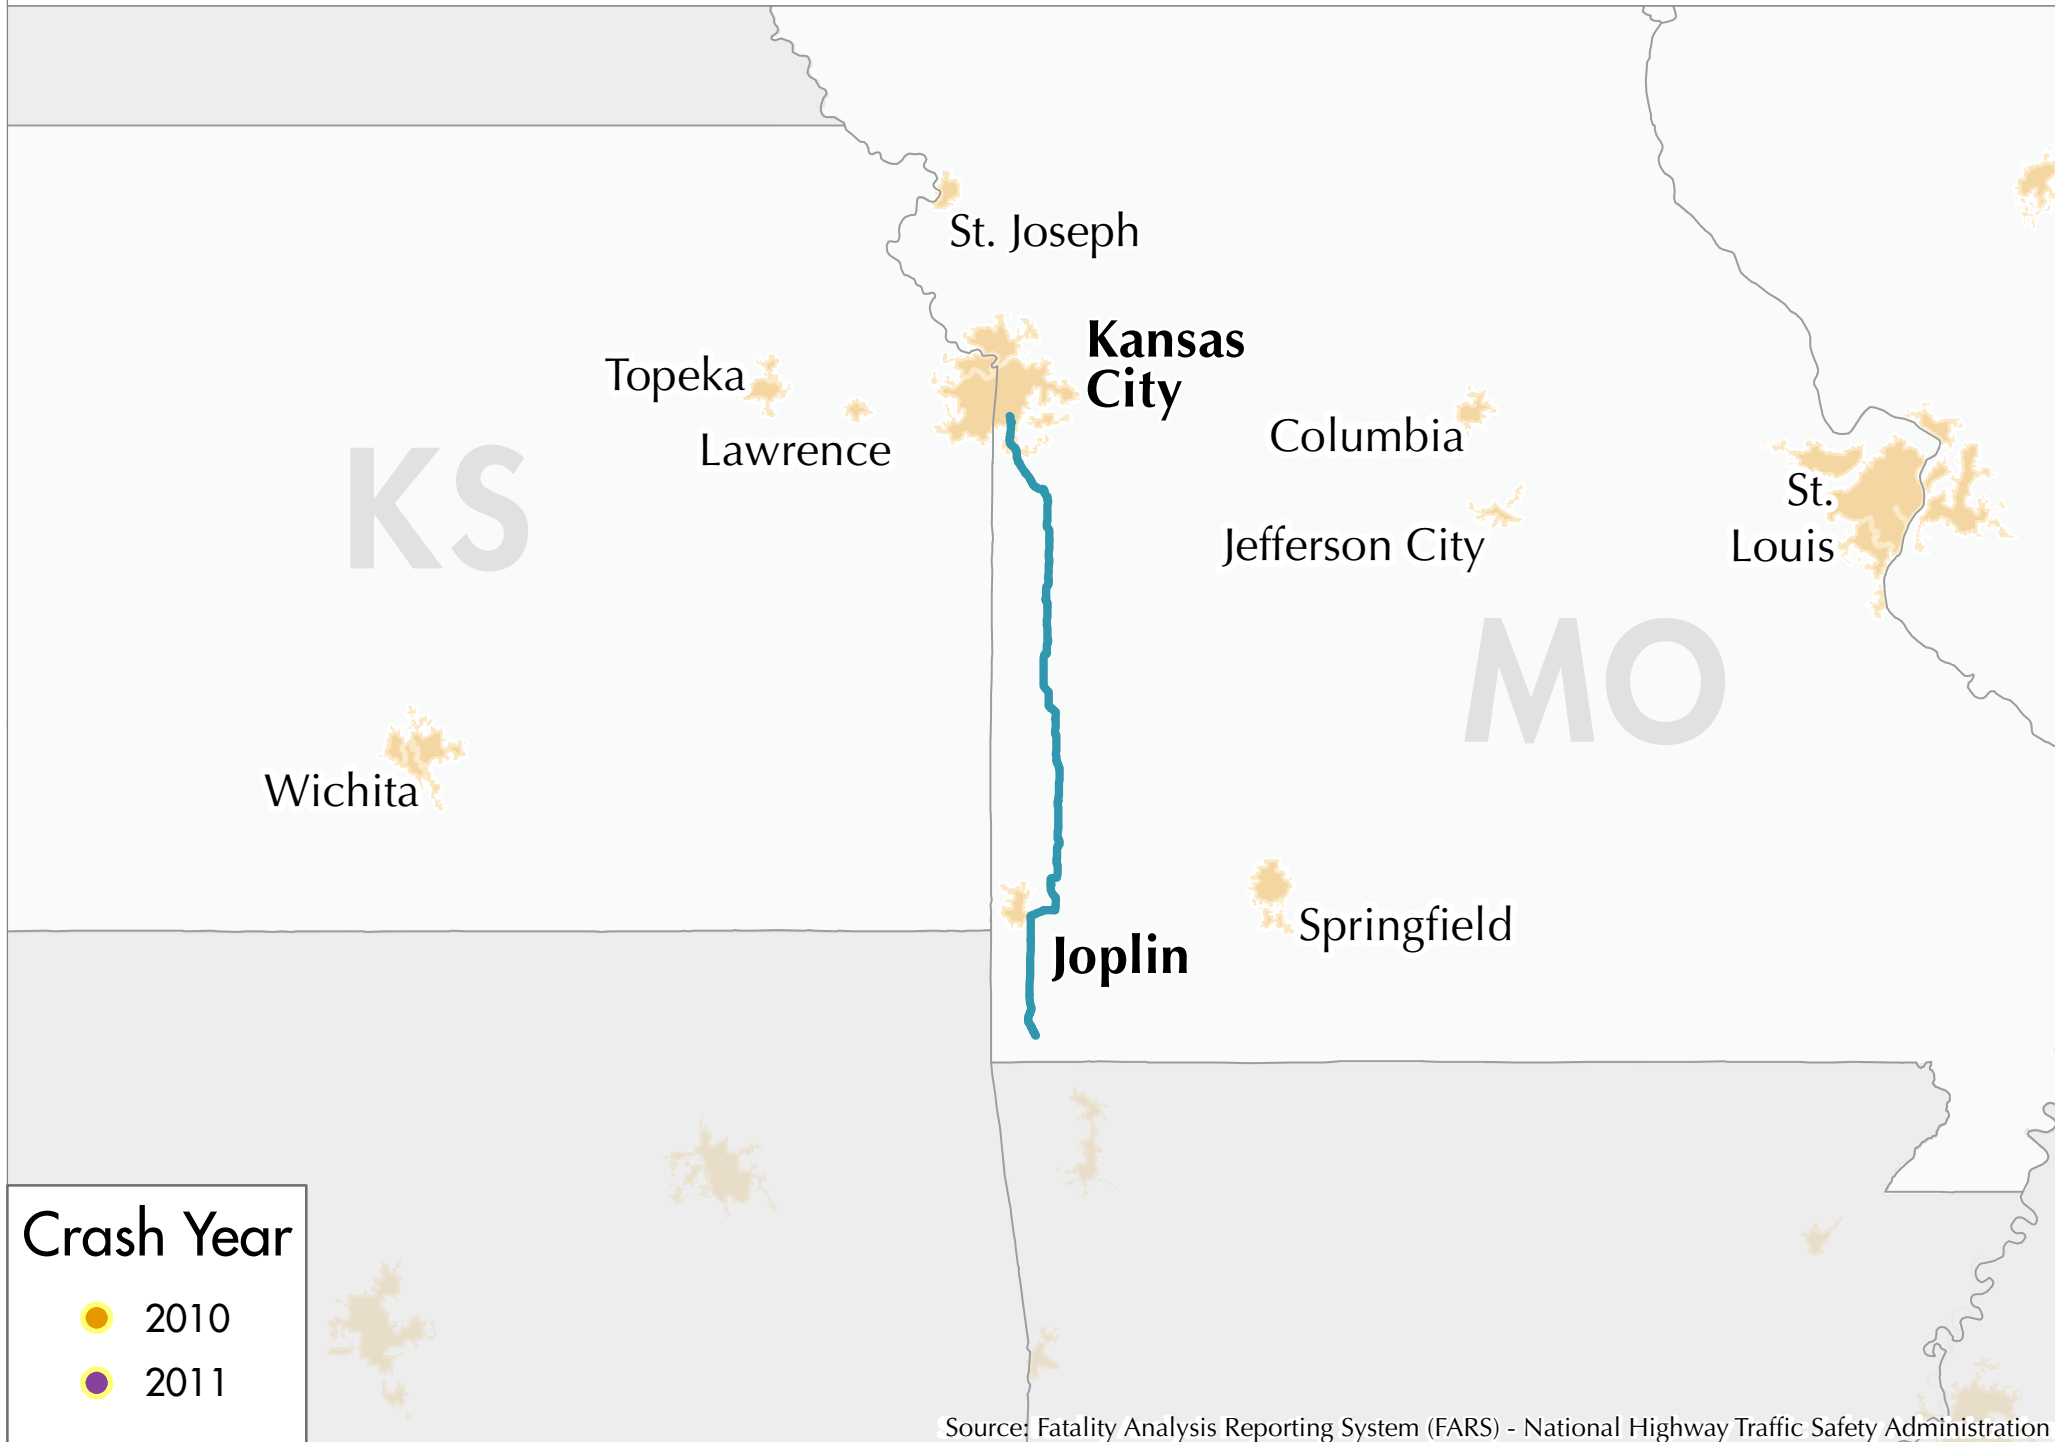 St. Joseph
Kansas
City
Topeka
Lawrence
Columbia
KS
St.
Louis
Jefferson City
MO
Wichita
Springfield
Joplin
Crash Year
2010
2011
Source: Fatality Analysis Reporting System (FARS) - National Highway Traffic Safety Administration